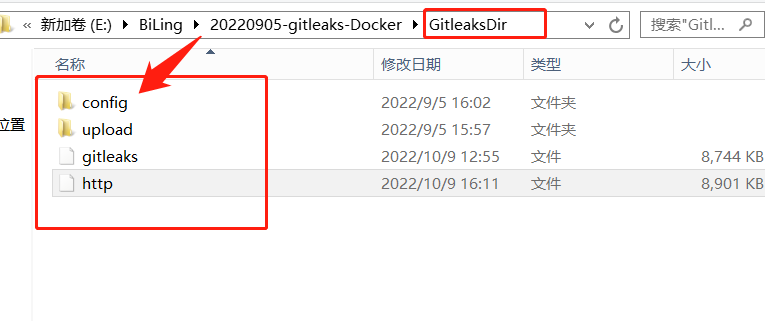 « 新加卷 (E:) BiLing 20220905-gitleaks-Docker GitleaksDir 搜索"Gitl...
名称 修改日期 类型 大小
config 2022/9/5 16:02 文件夹
位置
upload 2022/9/5 15:57 文件夹
gitleaks 2022/10/9 12:55 文件 8,744 KB
http 2022/10/9 16:11 文件 8,901 KB